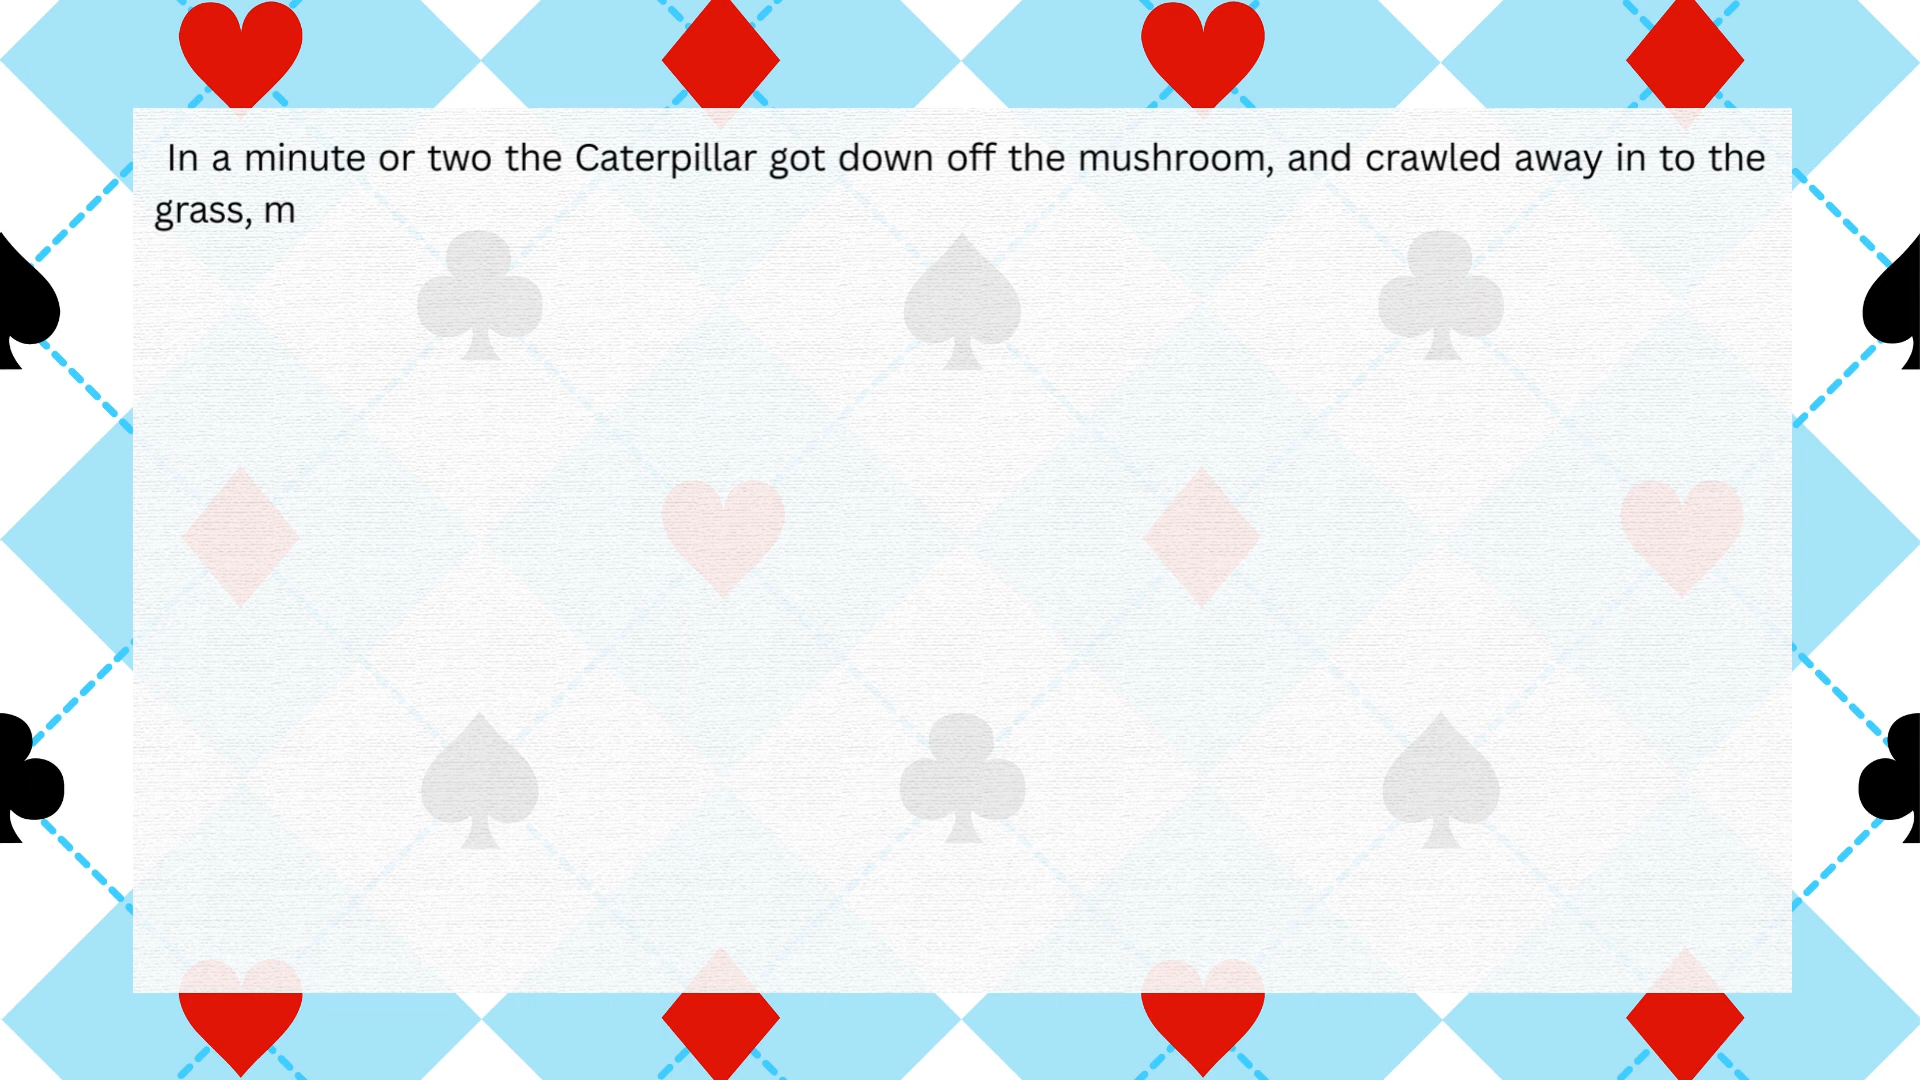 In a minute or two the Caterpillar got down off the mushroom, and crawled away in to the
grass, m